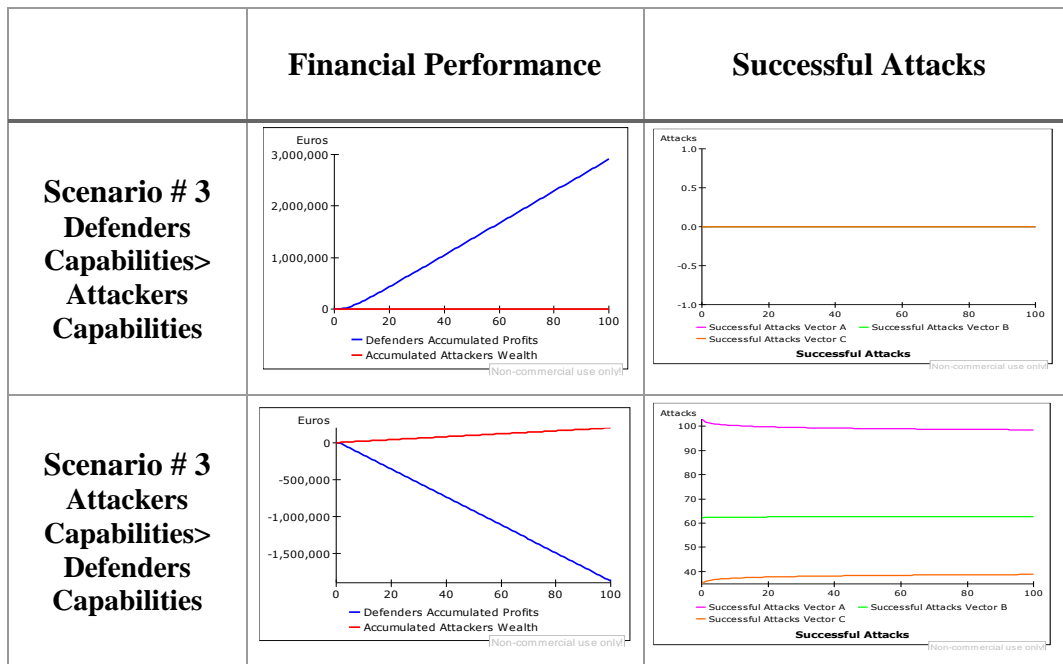 Financial Performance
Successful Attacks
Scenario # 3
Defenders
Capabilities>
Attackers
Capabilities
Euros
3,000,000
2,000,000
1,000,000
0
0 20 40 60 80 100
Defenders Accumulated Profits
Accumulated Attackers Wealth
Non-commercial use only!
Attacks
1.0
0.5
0.0
-0.5
-1.0
0 20 40 60 80 100
Successful Attacks Vector A Successful Attacks Vector B
Successful Attacks Vector C
Successful Attacks
Non-commercial use only!
Scenario # 3
Attackers
Capabilities>
Defenders
Capabilities
Euros
0
-500,000
-1,000,000
-1,500,000
0 20 40 60 80 100
Defenders Accumulated Profits
Accumulated Attackers Wealth
Non-commercial use only!
Attacks
100
90
80
70
60
50
40
0 20 40 60 80 100
Successful Attacks Vector A Successful Attacks Vector B
Successful Attacks Vector C
Successful Attacks
Non-commercial use only!